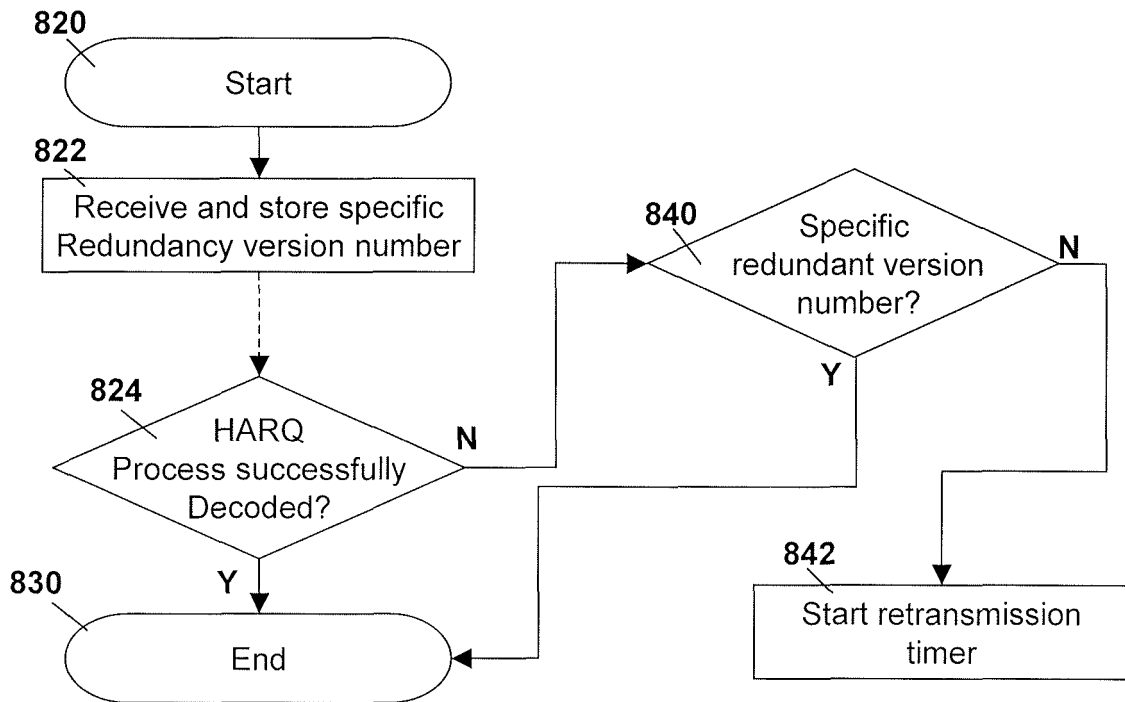 820
Start
822
Receive and store specific
Redundancy version number
824
HARQ
Process successfully
Decoded?
N
Y
830
End
840
Specific
redundant version
number?
N
Y
842
Start retransmission
timer